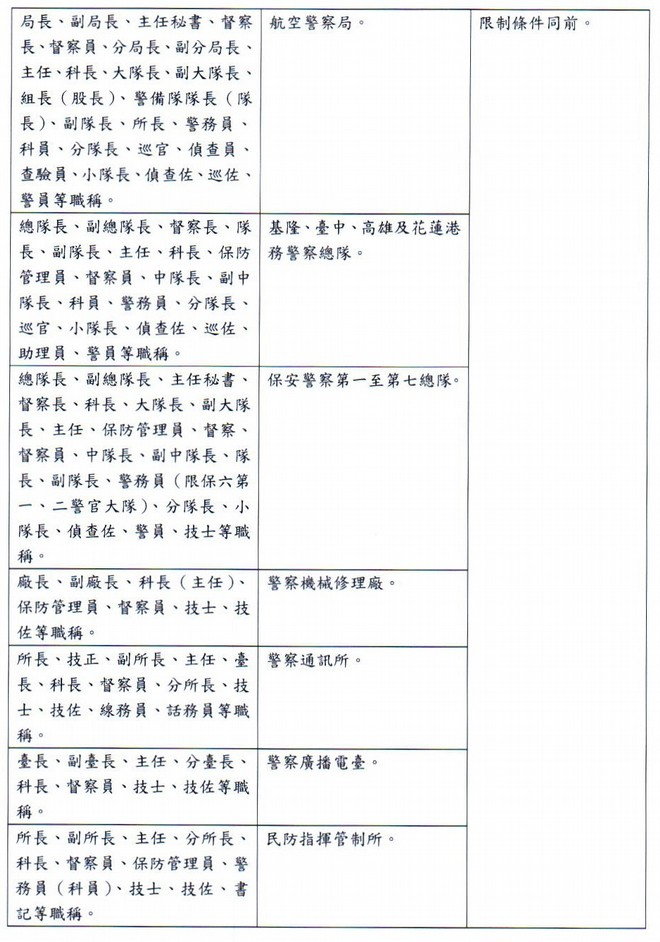 局長、副局長、主任秘書、督察
長、督察員、分局長、副分局長、
主任、科長、大隊長、副大隊長、
組長（股長）、警備隊隊長（隊
長）、副隊長、所長、警務員、
科員、分隊長、巡官、偵查員、
查驗員、小隊長、偵查佐、巡佐、
警員等職稱。
航空警察局。
限制條件同前。
總隊長、副總隊長、督察長、隊
長、副隊長、主任、科長、保防
管理員、督察員、中隊長、副中
隊長、科員、警務員、分隊長、
巡官、小隊長、偵查佐、巡佐、
助理員、警員等職稱。
基隆、臺中、高雄及花蓮港
務警察總隊。
總隊長、副總隊長、主任秘書、
督察長、科長、大隊長、副大隊
長、主任、保防管理員、督察、
督察員、中隊長、副中隊長、隊
長、副隊長、警務員（限保六第
一、二警官大隊）、分隊長、小
隊長、偵查佐、警員、技士等職
稱。
保安警察第一至第七總隊。
廠長、副廠長、科長（主任）、
保防管理員、督察員、技士、技
佐等職稱。
警察機械修理廠。
所長、技正、副所長、主任、臺
長、科長、督察員、分所長、技
士、技佐、線務員、話務員等職
稱。
警察通訊所。
臺長、副臺長、主任、分臺長、
科長、督察員、技士、技佐等職
稱。
警察廣播電臺。
所長、副所長、主任、分所長、
科長、督察員、保防管理員、警
務員（科員）、技士、技佐、書
記等職稱。
民防指揮管制所。